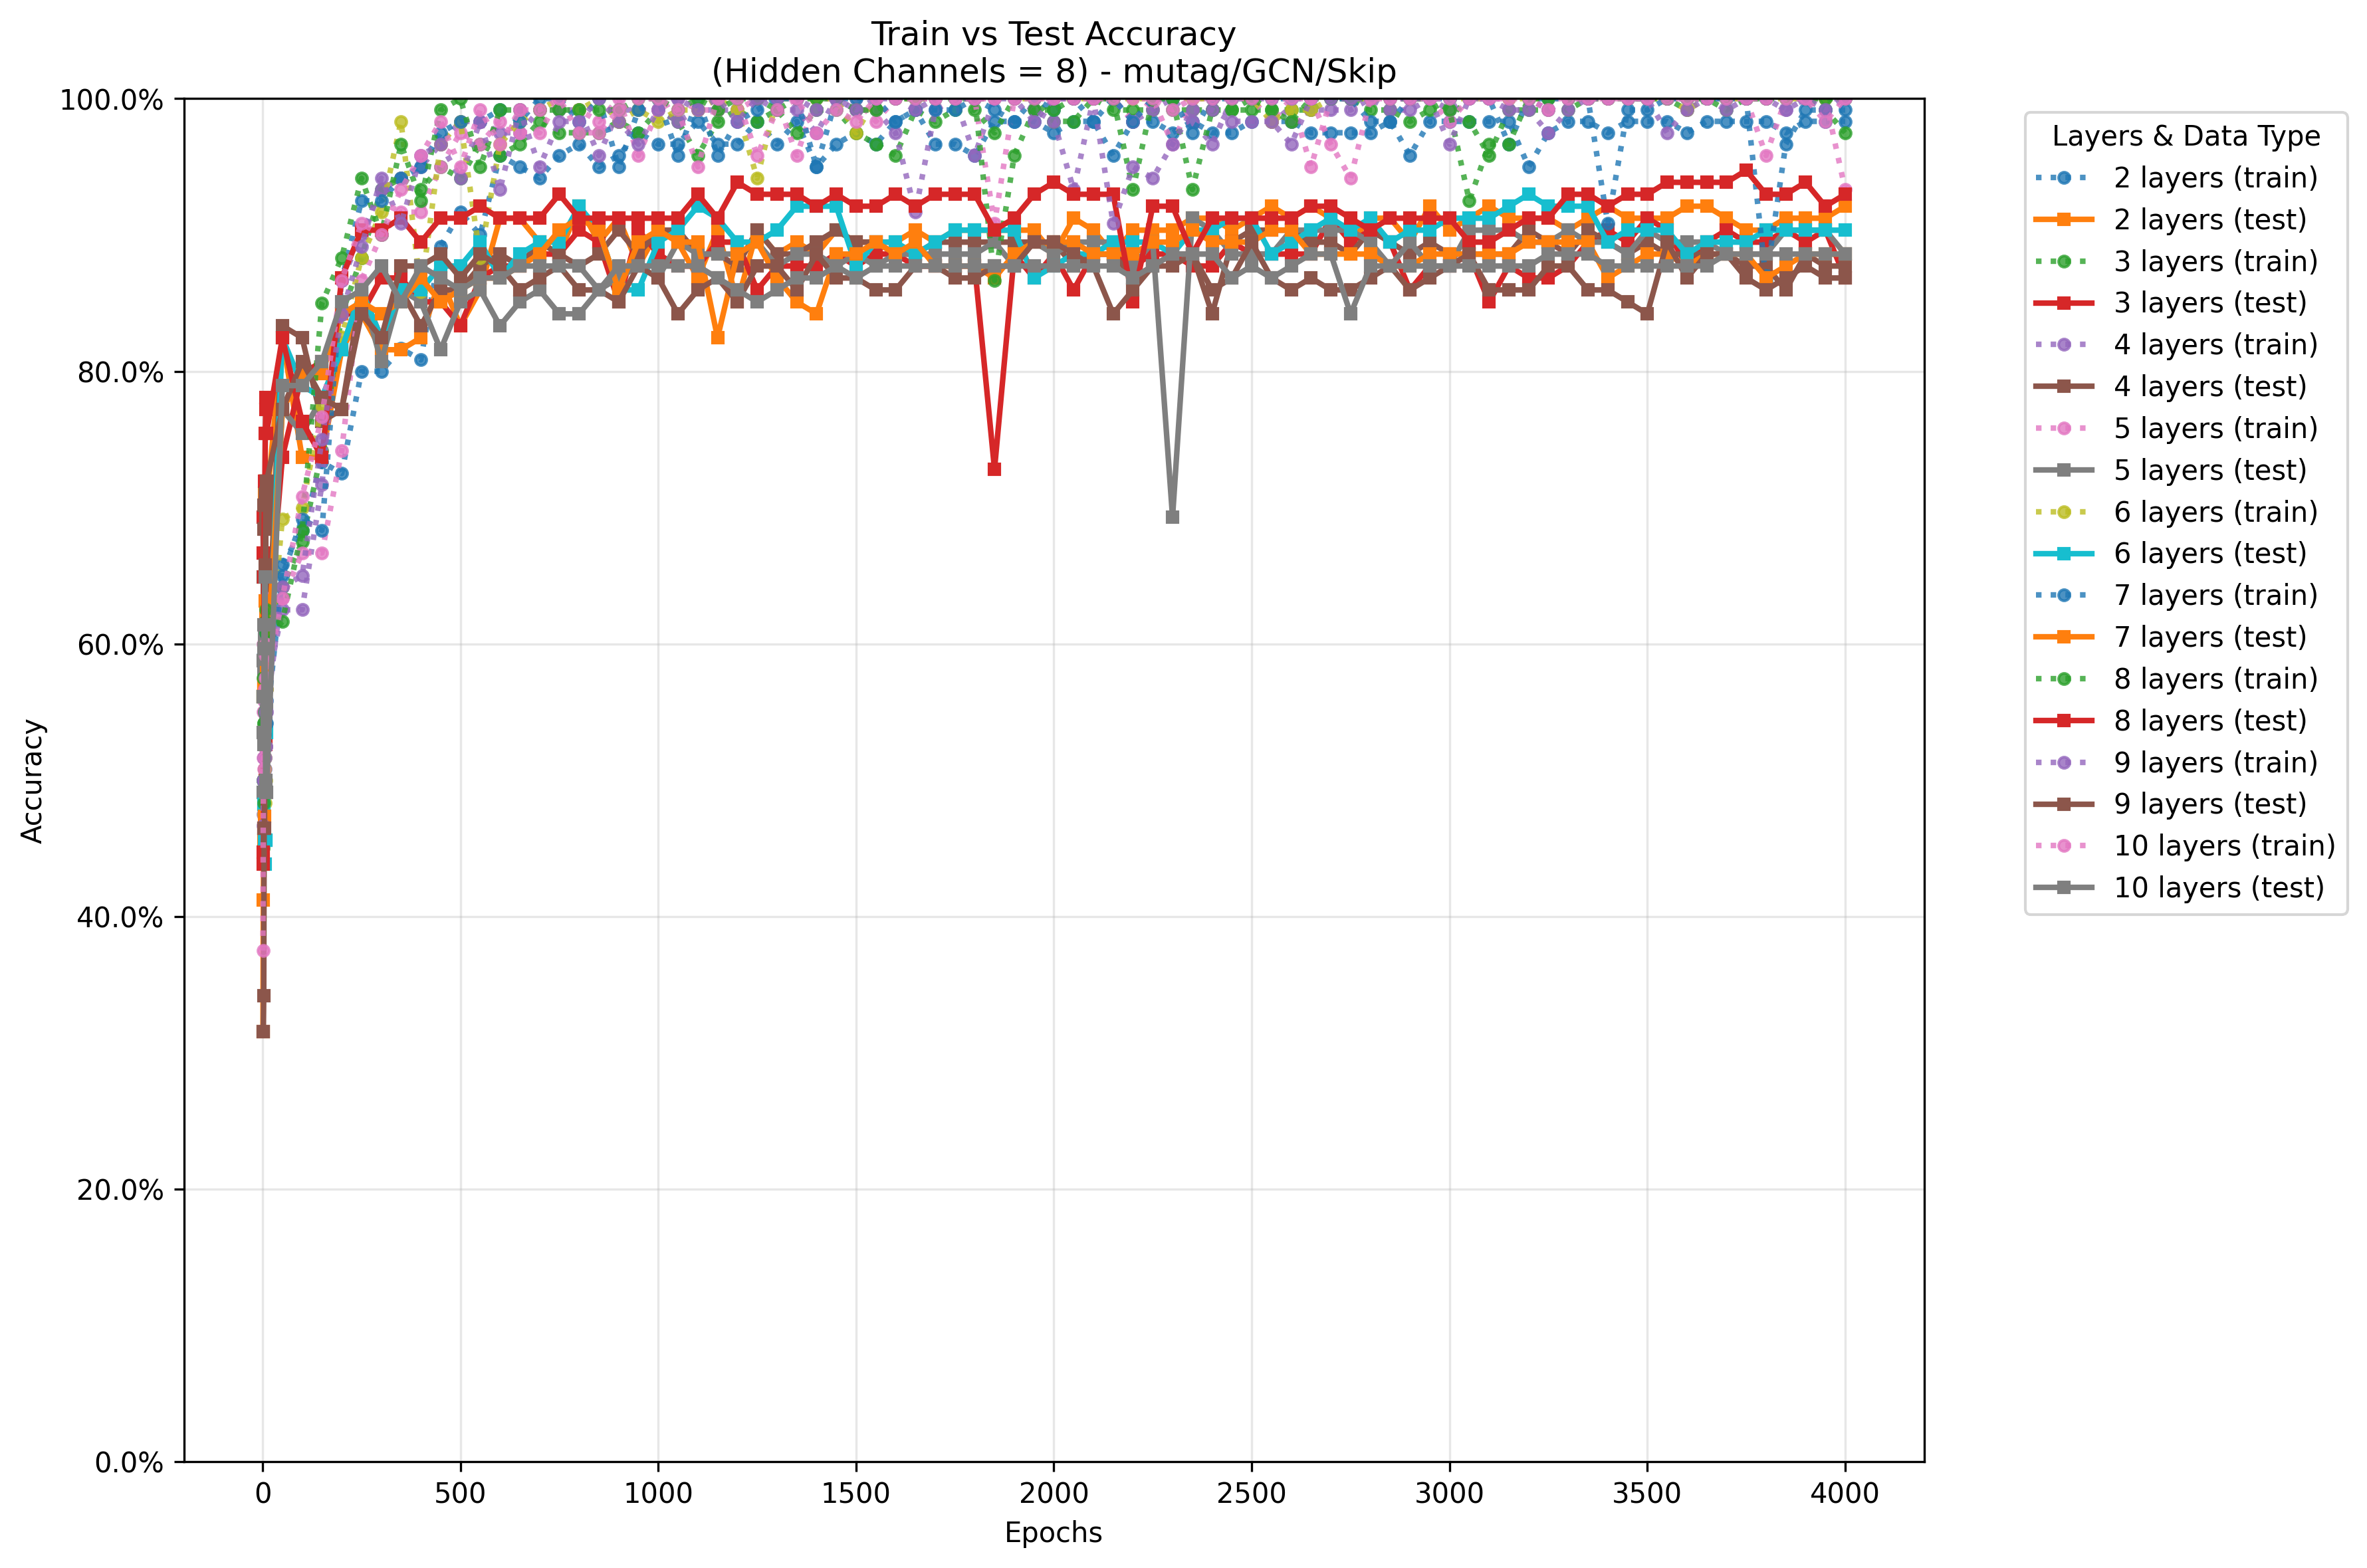 Train vs Test Accuracy
(Hidden Channels = 8) - mutag/GCN/Skip
100.0%
80.0%
60.0%
40.0%
20.0%
0.0%
Accuracy
0 500 1000 1500 2000 2500 3000 3500 4000
Epochs
Layers & Data Type
2 layers (train)
2 layers (test)
3 layers (train)
3 layers (test)
4 layers (train)
4 layers (test)
5 layers (train)
5 layers (test)
6 layers (train)
6 layers (test)
7 layers (train)
7 layers (test)
8 layers (train)
8 layers (test)
9 layers (train)
9 layers (test)
10 layers (train)
10 layers (test)